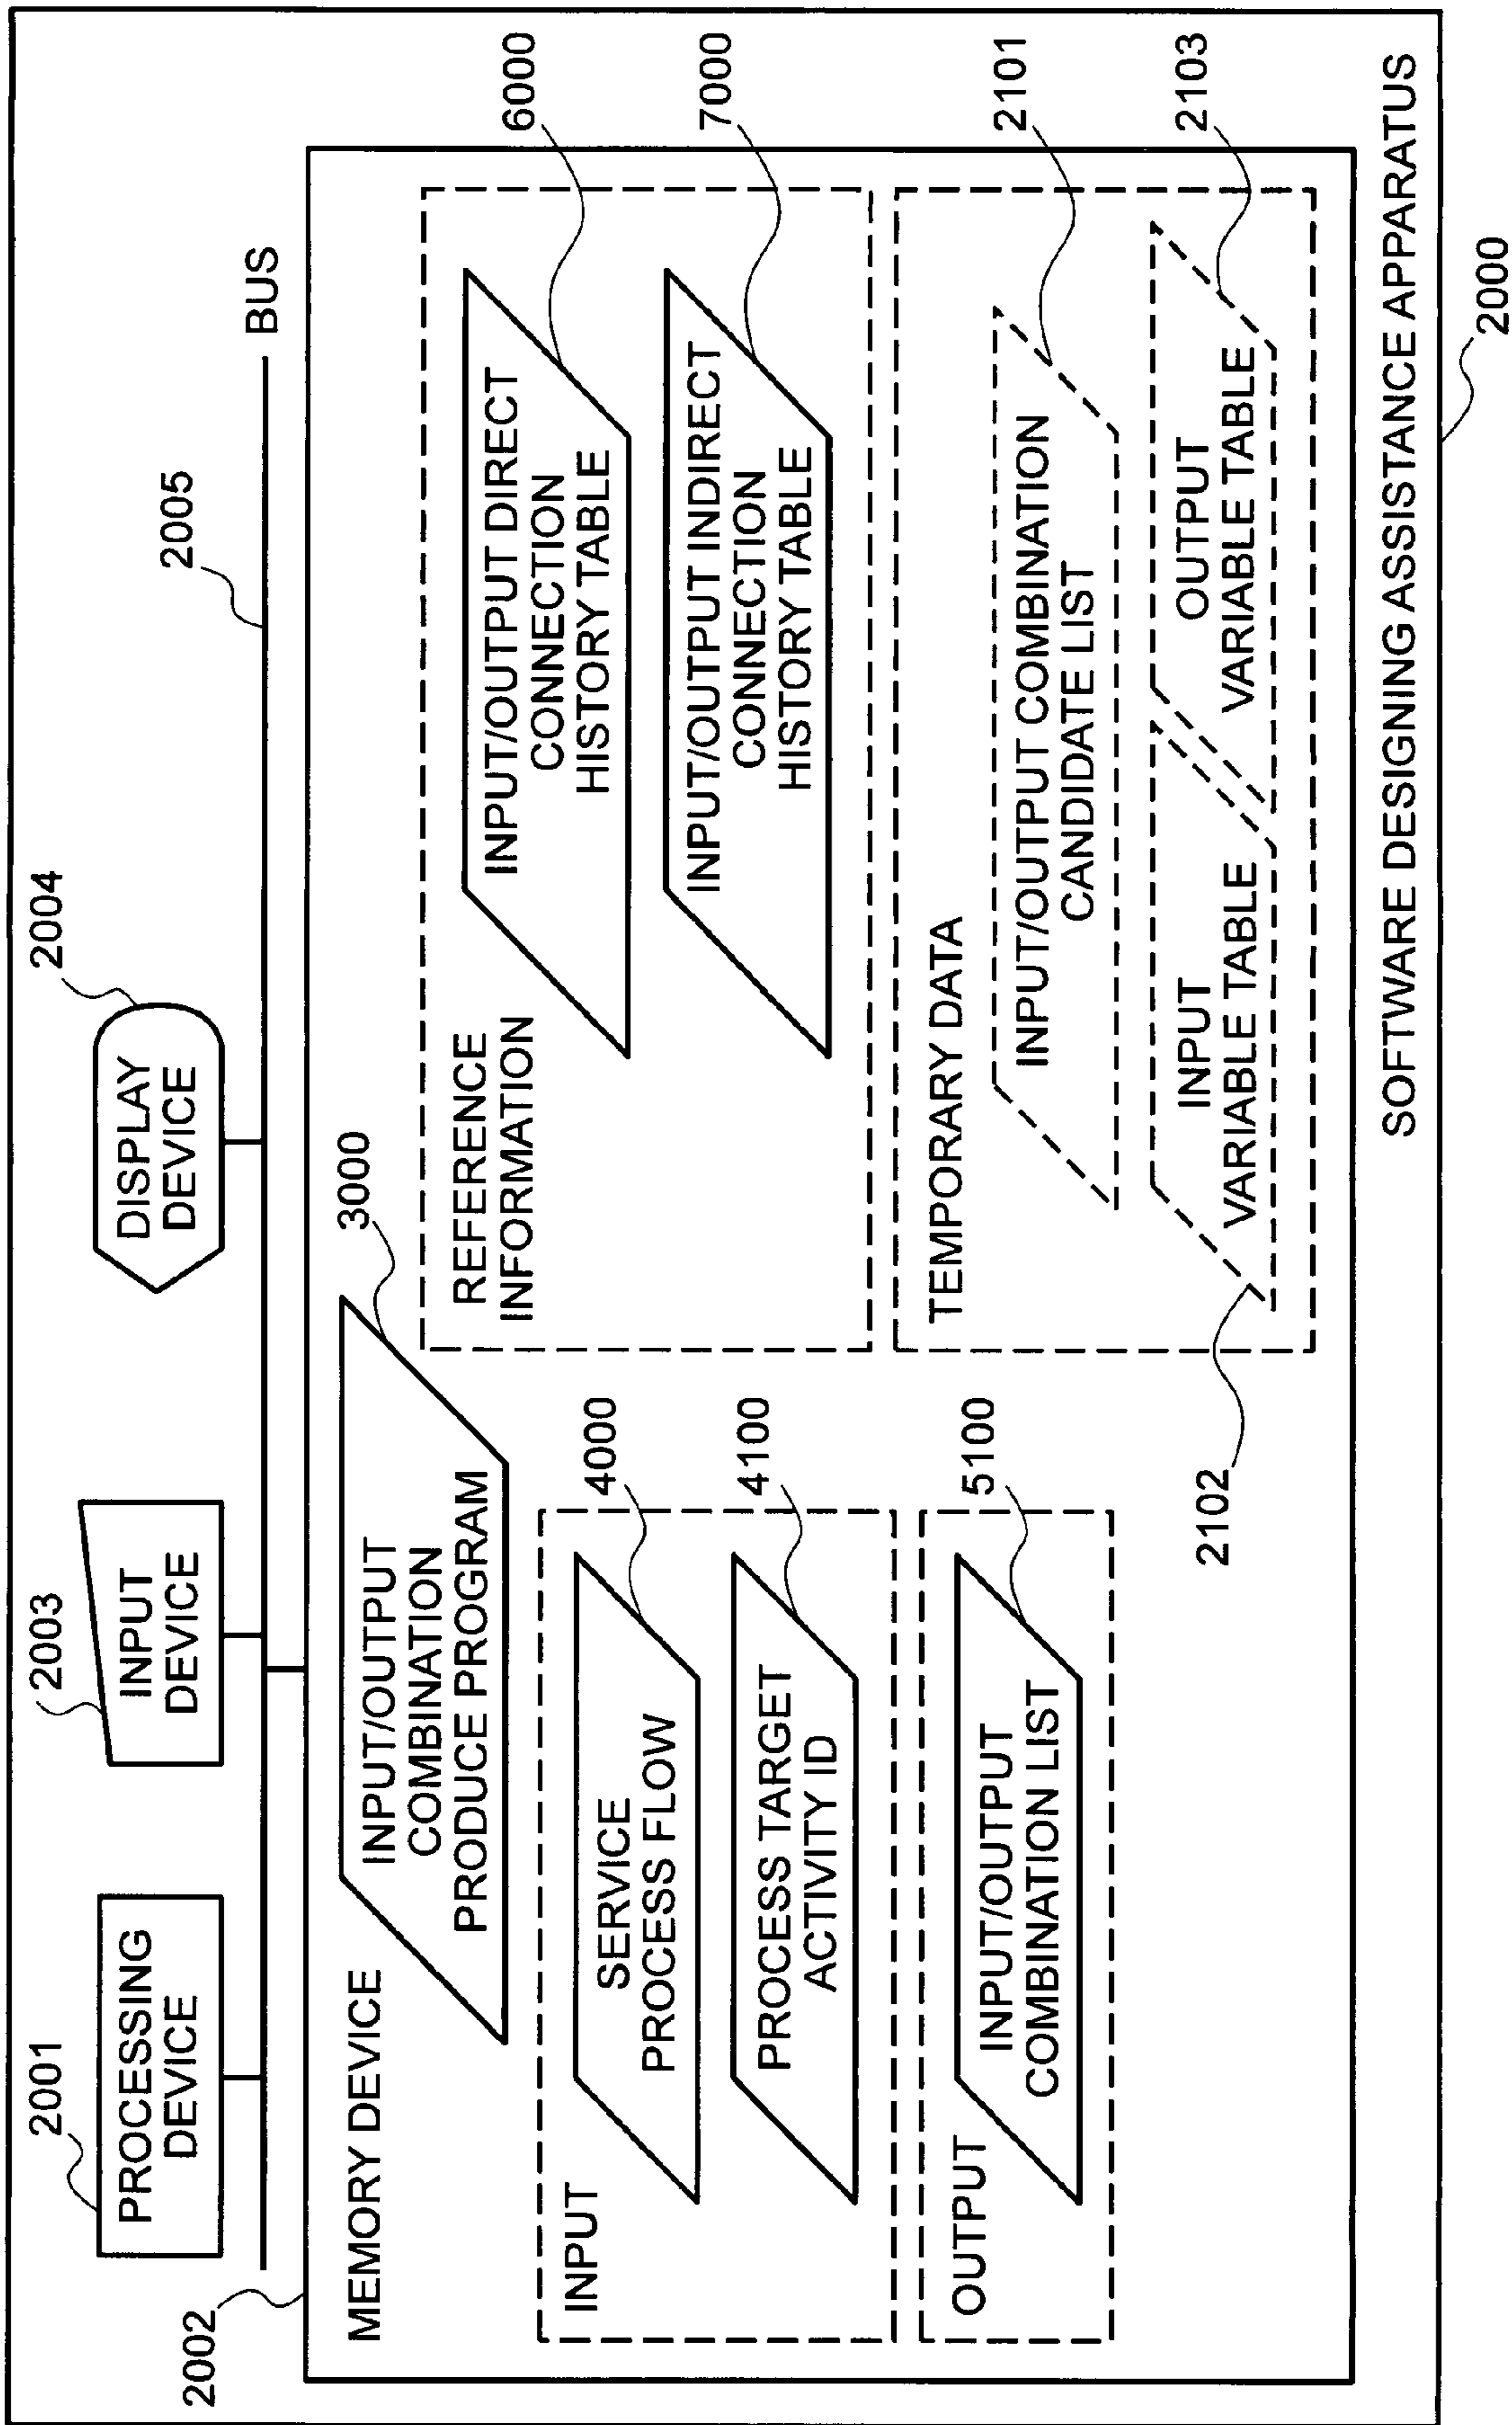 2001
PROCESSING
DEVICE
2003
INPUT
DEVICE
2004
DISPLAY
DEVICE
2005
BUS
2002
MEMORY DEVICE
INPUT/OUTPUT
COMBINATION
PRODUCE PROGRAM
3000
INPUT
SERVICE
PROCESS FLOW
4000
PROCESS TARGET
ACTIVITY ID
4100
OUTPUT
INPUT/OUTPUT
COMBINATION LIST
5100
REFERENCE
INFORMATION
INPUT/OUTPUT DIRECT
CONNECTION
HISTORY TABLE
6000
INPUT/OUTPUT INDIRECT
CONNECTION
HISTORY TABLE
7000
TEMPORARY DATA
INPUT/OUTPUT COMBINATION
CANDIDATE LIST
2101
INPUT
VARIABLE TABLE
2102
OUTPUT
VARIABLE TABLE
2103
SOFTWARE DESIGNING ASSISTANCE APPARATUS
2000